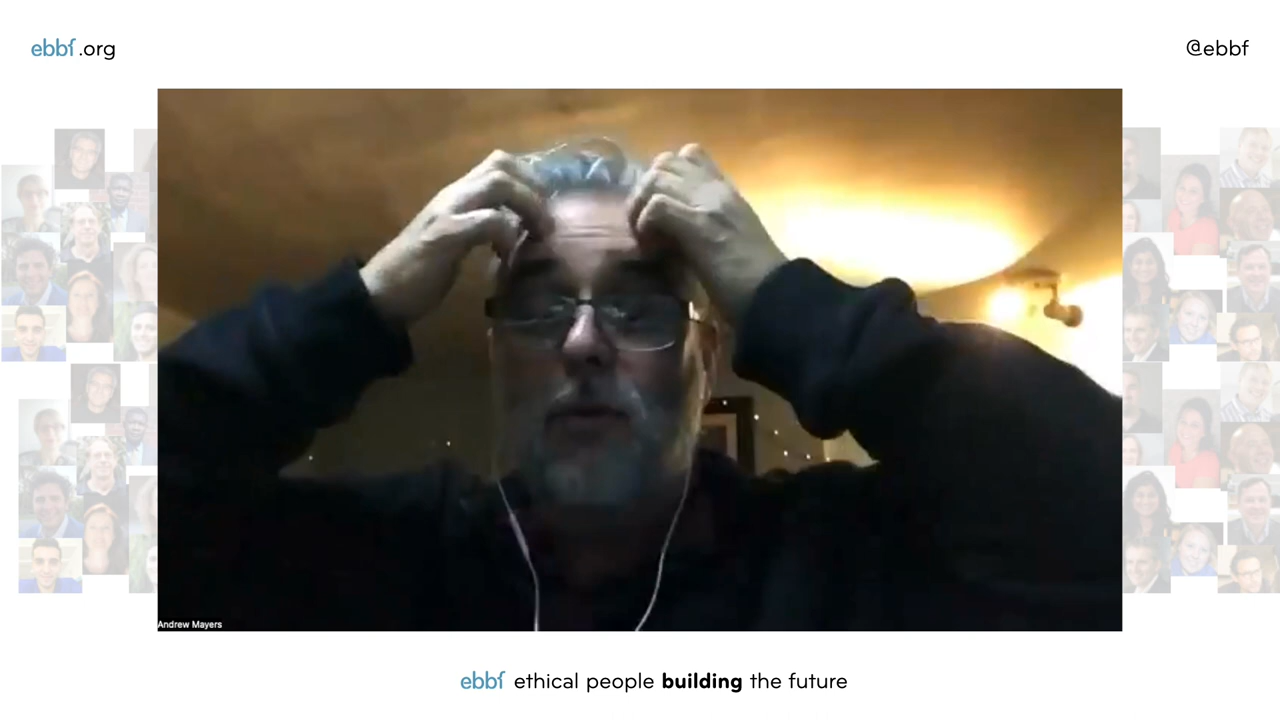 ebbf.org
@ebbf
Andrew Mayers
ebbf ethical people building the future